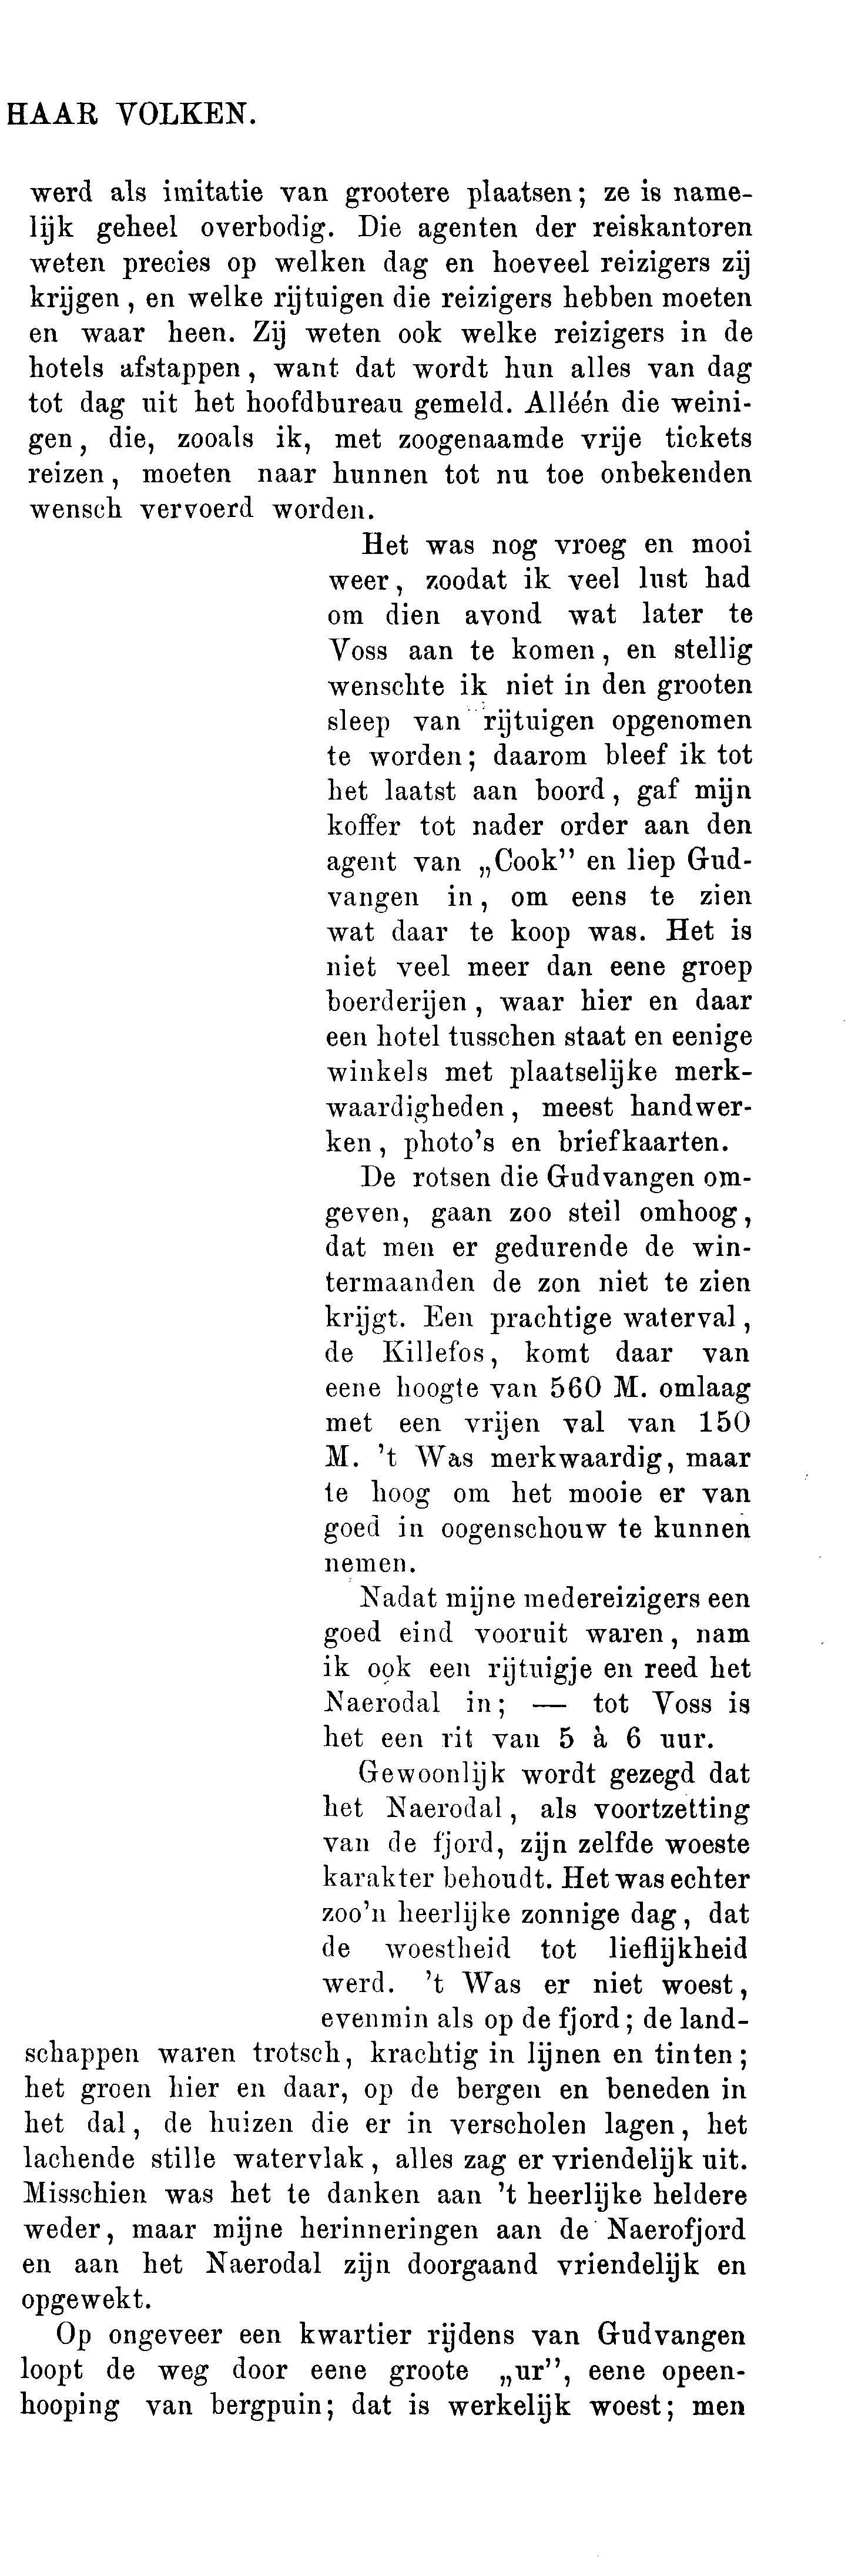 HAAR VOLKEN.
werd als imitatie van grootere plaatsen; ze is name-
lijk geheel overbodig. Die agenten der reiskantoren
weten precies op welken dag en hoeveel reizigers zij
krijgen, en welke rijtuigen die reizigers hebben moeten
en waar heen. Zij weten ook welke reizigers in de
hotels afstappen, want dat wordt hun alles van dag
tot dag uit het hoofdbureau gemeld. Alléén die weini-
gen, die, zooals ik, met zoogenaamde vrije tickets
reizen, moeten naar hunnen tot nu toe onbekenden
wensch vervoerd worden.
Het was nog vroeg en mooi
weer, zoodat ik veel lust had
om dien avond wat later te
Voss aan te komen, en stellig
wenschte ik niet in den grooten
sleep van rijtuigen opgenomen
te worden; daarom bleef ik tot
het laatst aan boord, gaf mijn
koffer tot nader order aan den
agent van „Cook” en liep Gud-
vangen in, om eens te zien
wat daar te koop was. Het is
niet veel meer dan eene groep
boerderijen, waar hier en daar
een hotel tusschen staat en eenige
winkels met plaatselijke merk-
waardigheden, meest handwer-
ken, photo's en briefkaarten.
De rotsen die Gudvangen om-
geven, gaan zoo steil omhoog,
dat men er gedurende de win-
termaanden de zon niet te zien
krijgt. Een prachtige waterval,
de Killefos, komt daar van
eene hoogte van 560 M. omlaag
met een vrijen val van 150
M. 't Was merkwaardig, maar
te hoog om het mooie er van
goed in oogenschouw te kunnen
nemen.
Nadat mijne medereizigers een
goed eind vooruit waren, nam
ik ook een rijtuigje en reed het
Naerodal in; — tot Voss is
het een rit van 5 à 6 uur.
Gewoonlijk wordt gezegd dat
het Naerodal, als voortzetting
van de fjord, zijn zelfde woeste
karakter behoudt. Het was echter
zoo'n heerlijke zonnige dag, dat
de woestheid tot lieflijkheid
werd. 't Was er niet woest,
evenmin als op de fjord; de land-
schappen waren trotsch, krachtig in lijnen en tinten;
het groen hier en daar, op de bergen en beneden in
het dal, de huizen die er in verscholen lagen, het
lachende stille watervlak, alles zag er vriendelijk uit.
Misschien was het te danken aan 't heerlijke heldere
weder, maar mijne herinneringen aan de Naerofjord
en aan het Naerodal zijn doorgaand vriendelijk en
opgewekt.
Op ongeveer een kwartier rijdens van Gudvangen
loopt de weg door eene groote „ur”, eene opeen-
hooping van bergpuin; dat is werkelijk woest; men